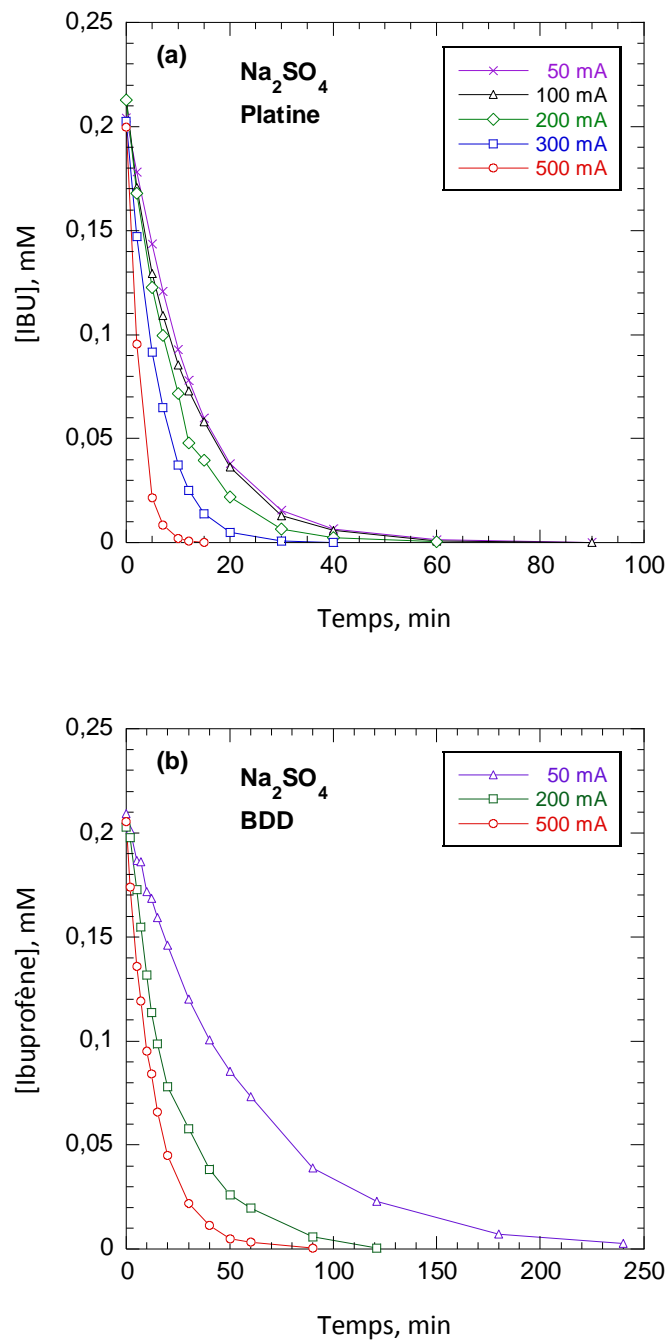 0,25
(a)
Na2SO4
Platine
50 mA
100 mA
200 mA
300 mA
500 mA
0,2
0,15
0,1
0,05
0
[IBU], mM
0 20 40 60 80 100
Temps, min
0,25
(b)
Na2SO4
BDD
50 mA
200 mA
500 mA
0,2
0,15
0,1
0,05
0
[Ibuprofène], mM
0 50 100 150 200 250
Temps, min